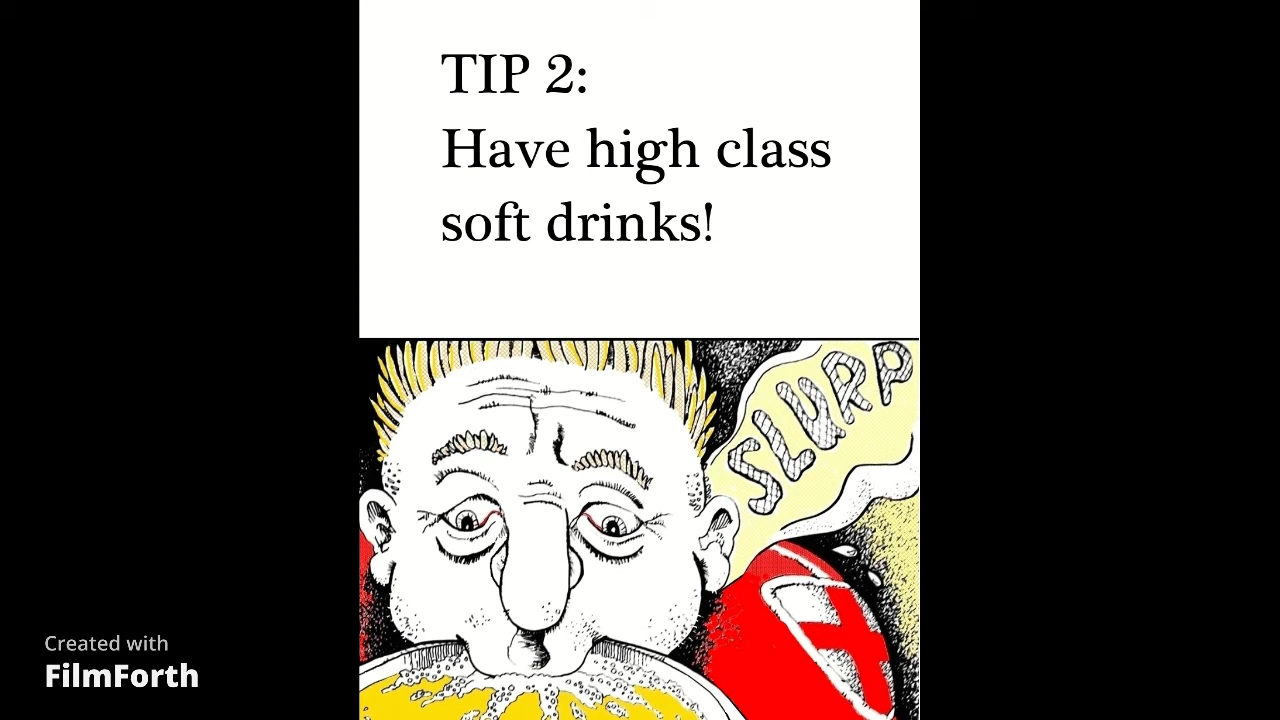 TIP 2:
Have high class
soft drinks!
SLURP
Created with
FilmForth